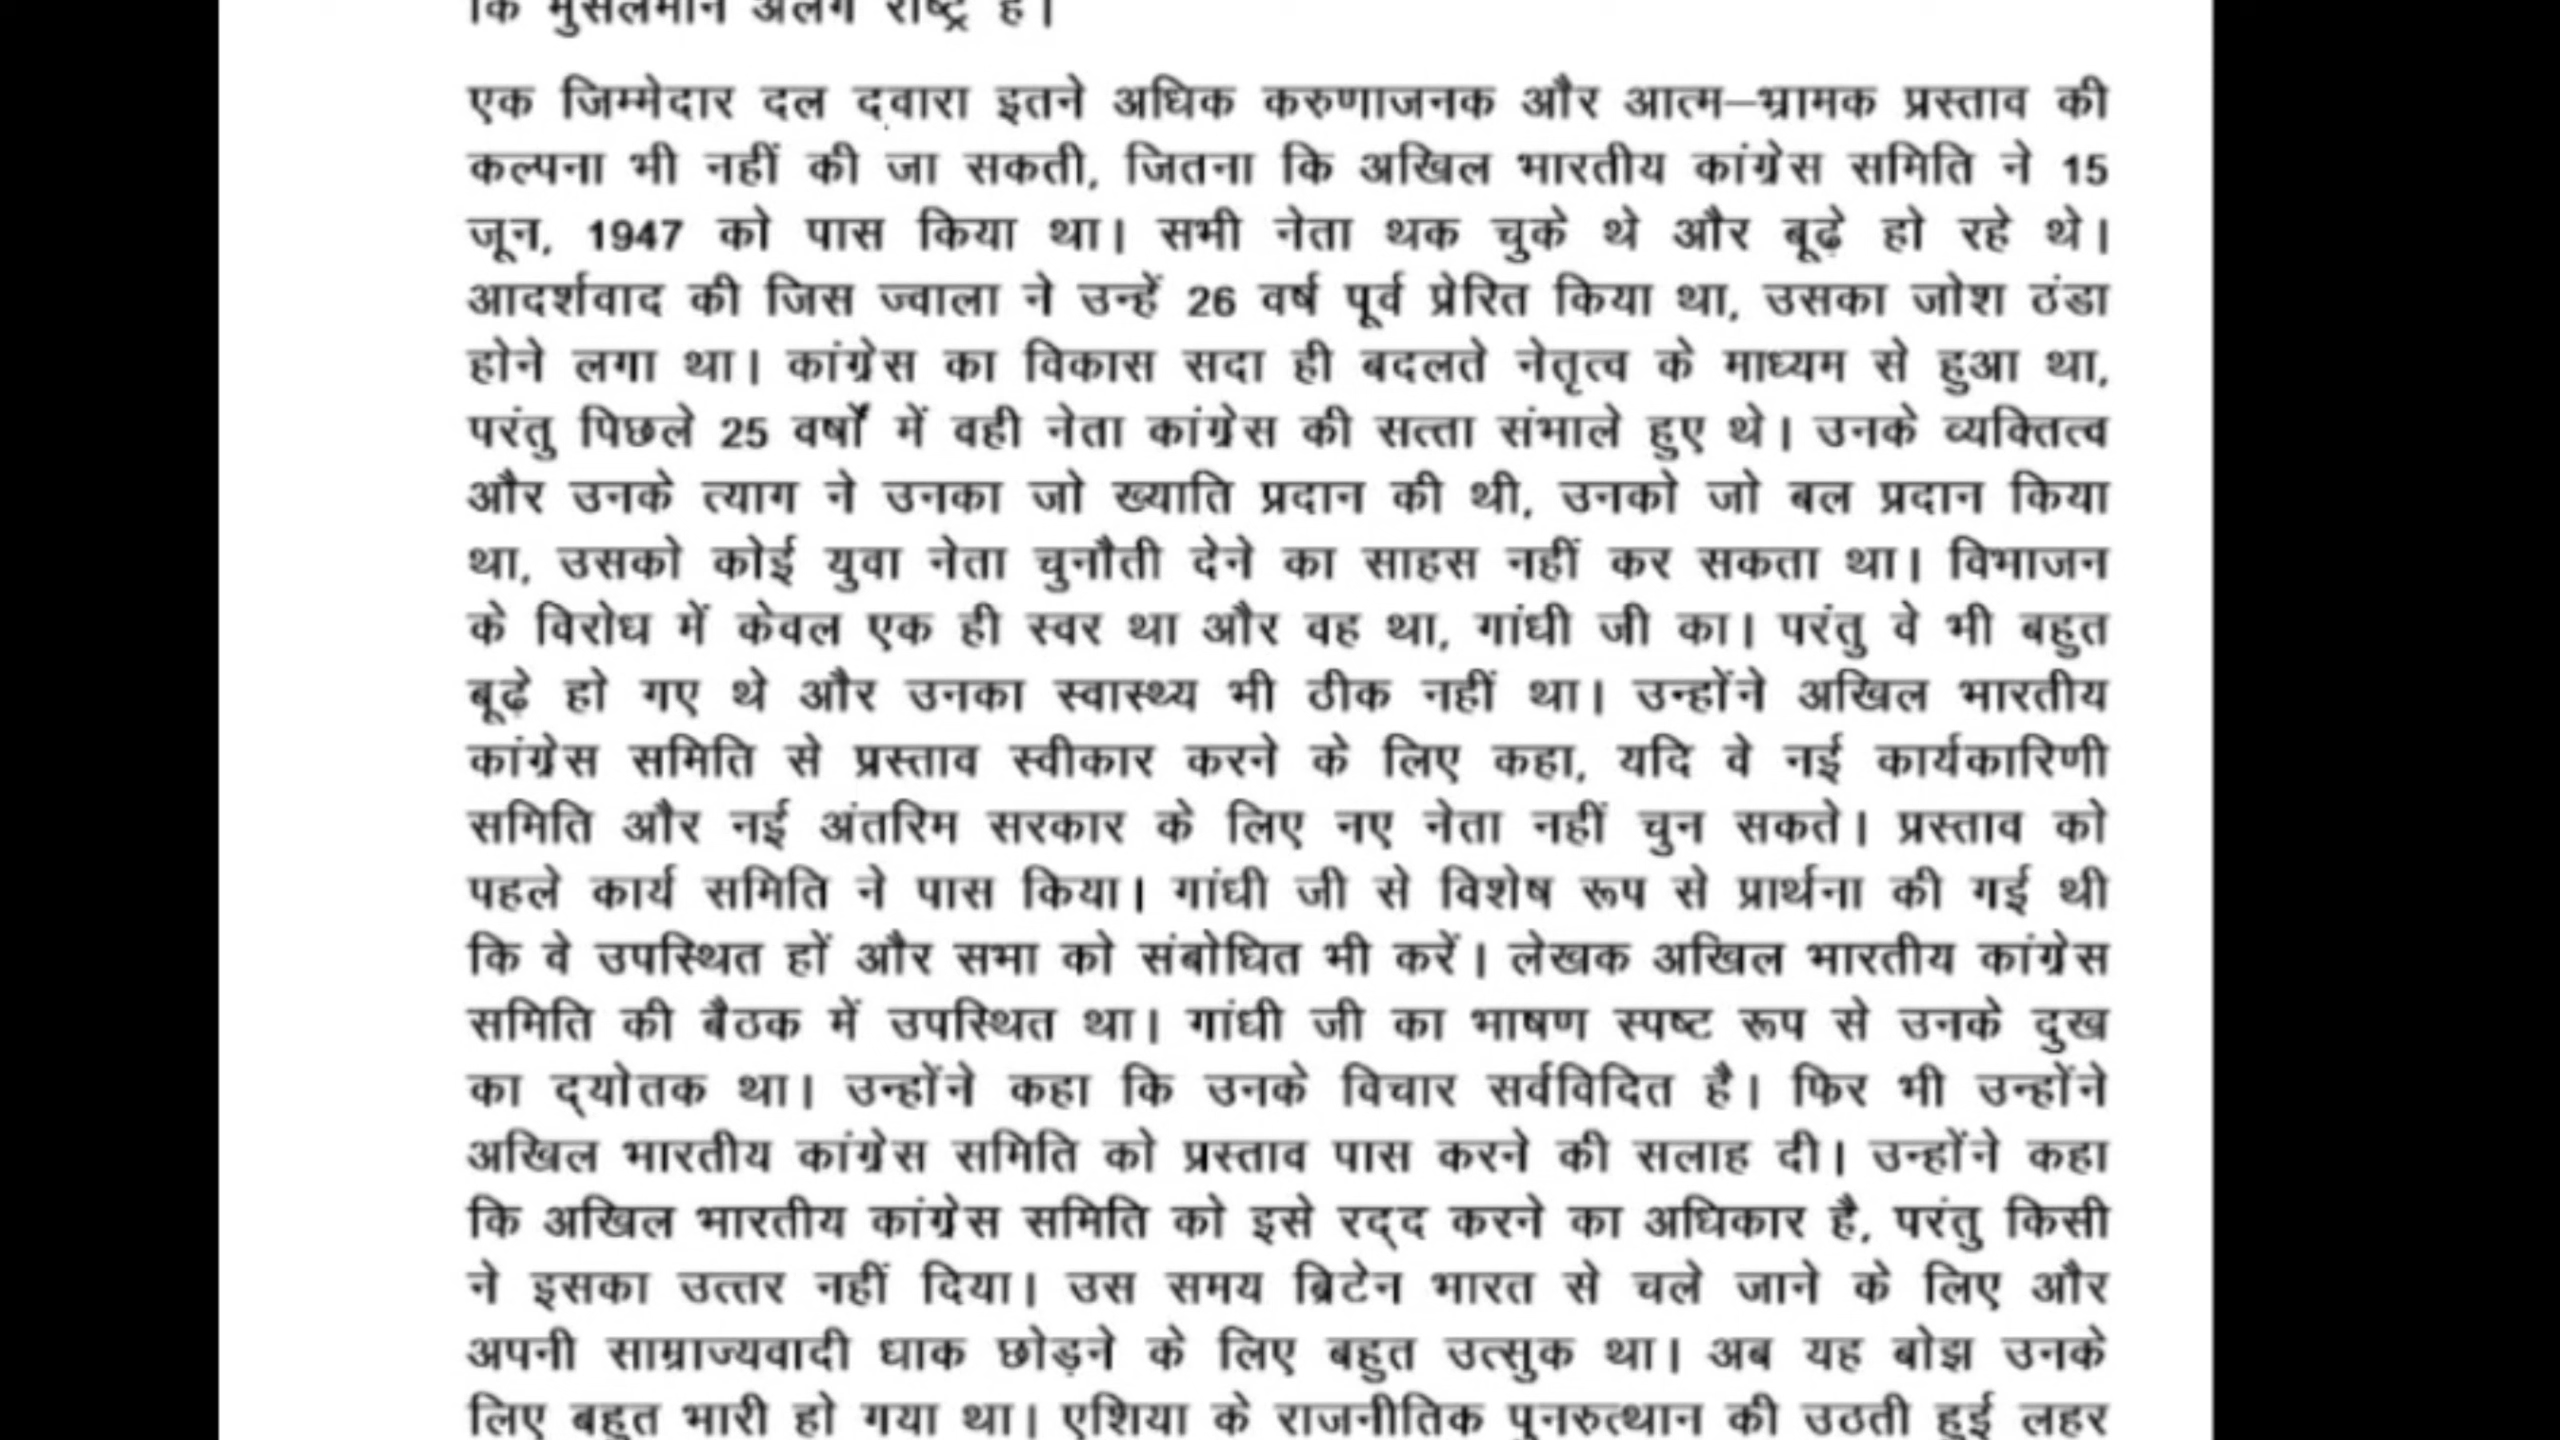 कि मुसलमान अलग राष्ट्र है।
एक जिम्मेदार दल द्वारा इतने अधिक करुणाजनक और आत्म–भ्रामक प्रस्ताव की
कल्पना भी नहीं की जा सकती, जितना कि अखिल भारतीय कांग्रेस समिति ने 15
जून, 1947 को पास किया था। सभी नेता थक चुके थे और बूढ़े हो रहे थे।
आदर्शवाद की जिस ज्वाला ने उन्हें 26 वर्ष पूर्व प्रेरित किया था, उसका जोश ठंडा
होने लगा था। कांग्रेस का विकास सदा ही बदलते नेतृत्व के माध्यम से हुआ था,
परंतु पिछले 25 वर्षों में वही नेता कांग्रेस की सत्ता संभाले हुए थे। उनके व्यक्तित्व
और उनके त्याग ने उनका जो ख्याति प्रदान की थी, उनको जो बल प्रदान किया
था, उसको कोई युवा नेता चुनौती देने का साहस नहीं कर सकता था। विभाजन
के विरोध में केवल एक ही स्वर था और वह था, गांधी जी का। परंतु वे भी बहुत
बूढ़े हो गए थे और उनका स्वास्थ्य भी ठीक नहीं था। उन्होंने अखिल भारतीय
कांग्रेस समिति से प्रस्ताव स्वीकार करने के लिए कहा, यदि वे नई कार्यकारिणी
समिति और नई अंतरिम सरकार के लिए नए नेता नहीं चुन सकते। प्रस्ताव को
पहले कार्य समिति ने पास किया। गांधी जी से विशेष रूप से प्रार्थना की गई थी
कि वे उपस्थित हों और सभा को संबोधित भी करें। लेखक अखिल भारतीय कांग्रेस
समिति की बैठक में उपस्थित था। गांधी जी का भाषण स्पष्ट रूप से उनके दुख
का द्योतक था। उन्होंने कहा कि उनके विचार सर्वविदित है। फिर भी उन्होंने
अखिल भारतीय कांग्रेस समिति को प्रस्ताव पास करने की सलाह दी। उन्होंने कहा
कि अखिल भारतीय कांग्रेस समिति को इसे रद्द करने का अधिकार है, परंतु किसी
ने इसका उत्तर नहीं दिया। उस समय ब्रिटेन भारत से चले जाने के लिए और
अपनी साम्राज्यवादी धाक छोड़ने के लिए बहुत उत्सुक था। अब यह बोझ उनके
लिए बहुत भारी हो गया था। एशिया के राजनीतिक पुनरुत्थान की उठती हुई लहर